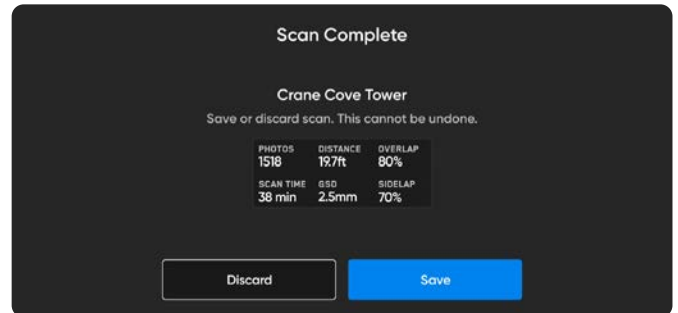 Scan Complete
Crane Cove Tower
Save or discard scan. This cannot be undone.
PHOTOS DISTANCE OVERLAP
1518 19.7ft 80%
SCAN TIME GSD SIDELAP
38 min 2.5mm 70%
Discard Save